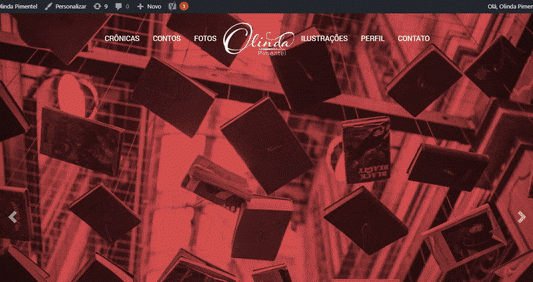 linda Pimentel Personalizar 9 0 Novo 1 Olá, Olinda Pimen
CRÔNICAS CONTOS FOTOS Olinda Pimentel ILUSTRAÇÕES PERFIL CONTATO
BLACK BEAUTY